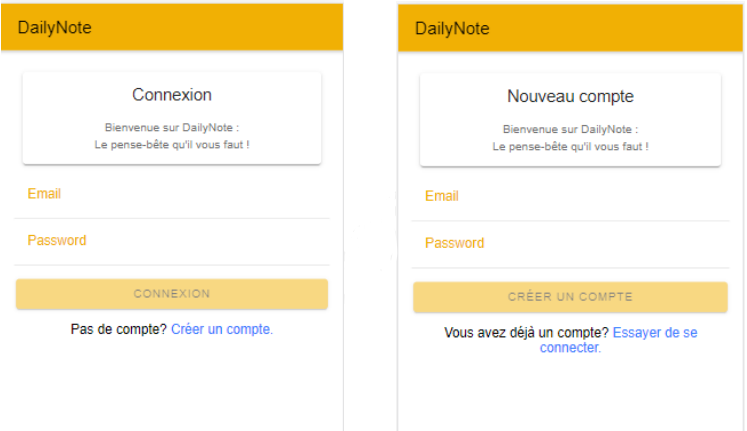 DailyNote
Connexion
Bienvenue sur DailyNote :
Le pense-bête qu'il vous faut !
Email
Password
CONNEXION
Pas de compte? Créer un compte.
DailyNote
Nouveau compte
Bienvenue sur DailyNote :
Le pense-bête qu'il vous faut !
Email
Password
CRÉER UN COMPTE
Vous avez déjà un compte? Essayer de se
connecter.